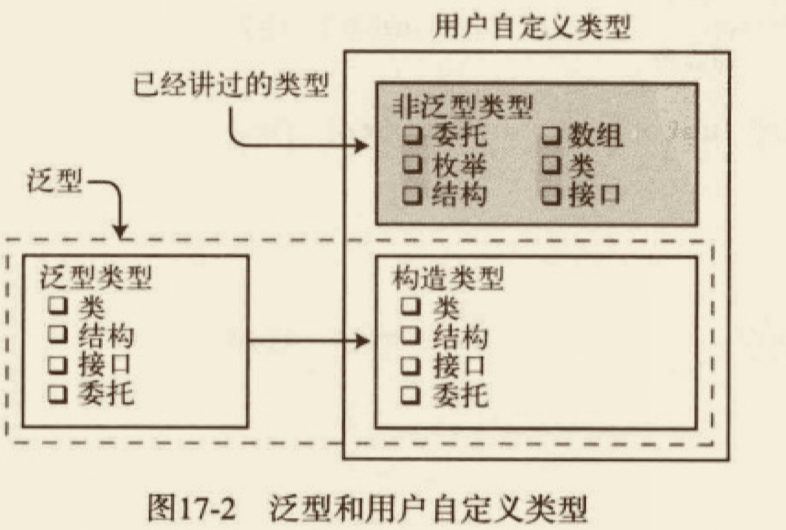 用户自定义类型
已经讲过的类型
非泛型类型
❑ 委托 ❑ 数组
❑ 枚举 ❑ 类
❑ 结构 ❑ 接口
泛型
泛型类型
❑ 类
❑ 结构
❑ 接口
❑ 委托
构造类型
❑ 类
❑ 结构
❑ 接口
❑ 委托
图17-2 泛型和用户自定义类型